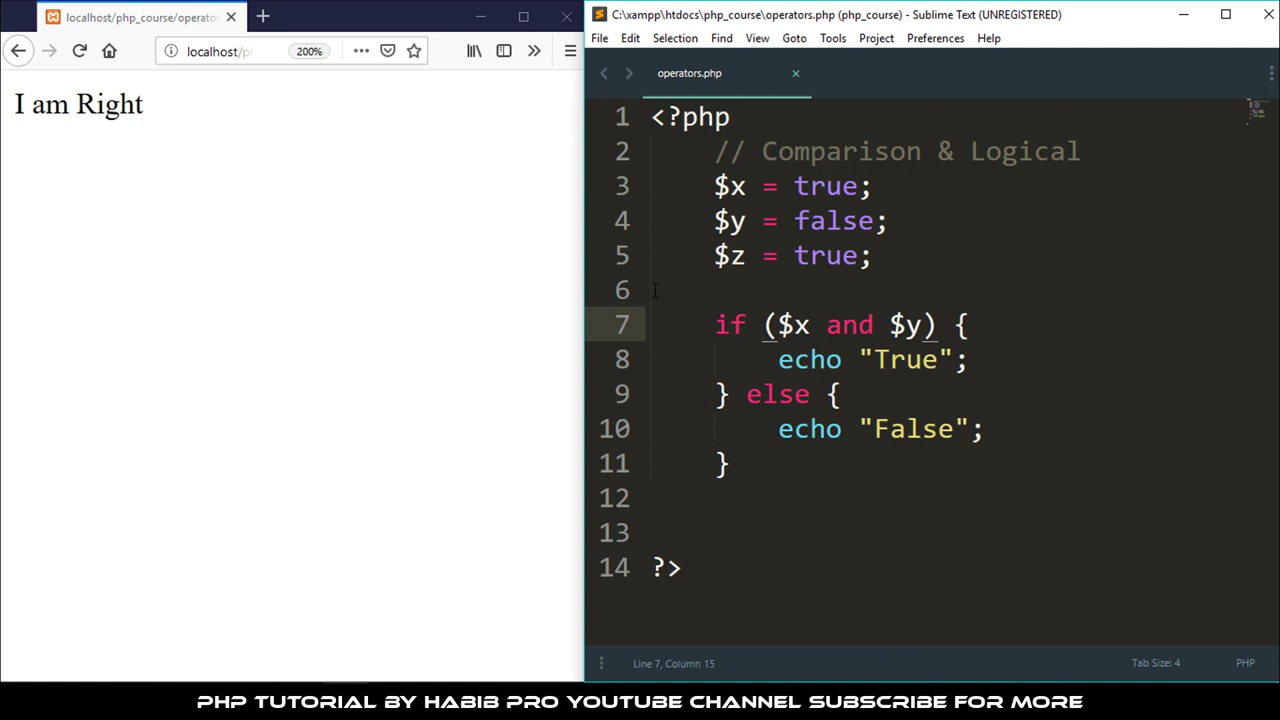 localhost/php_course/operator
localhost/p
200%
I am Right
C:\xampp\htdocs\php_course\operators.php (php_course) - Sublime Text (UNREGISTERED)
File Edit Selection Find View Goto Tools Project Preferences Help
operators.php
1 <?php
2 // Comparison & Logical
3 $x = true;
4 $y = false;
5 $z = true;
6
7 if ($x and $y) {
8 echo "True";
9 } else {
10 echo "False";
11 }
12
13
14 ?>
Line 7, Column 15
Tab Size: 4
PHP
PHP TUTORIAL BY HABIB PRO YOUTUBE CHANNEL SUBSCRIBE FOR MORE